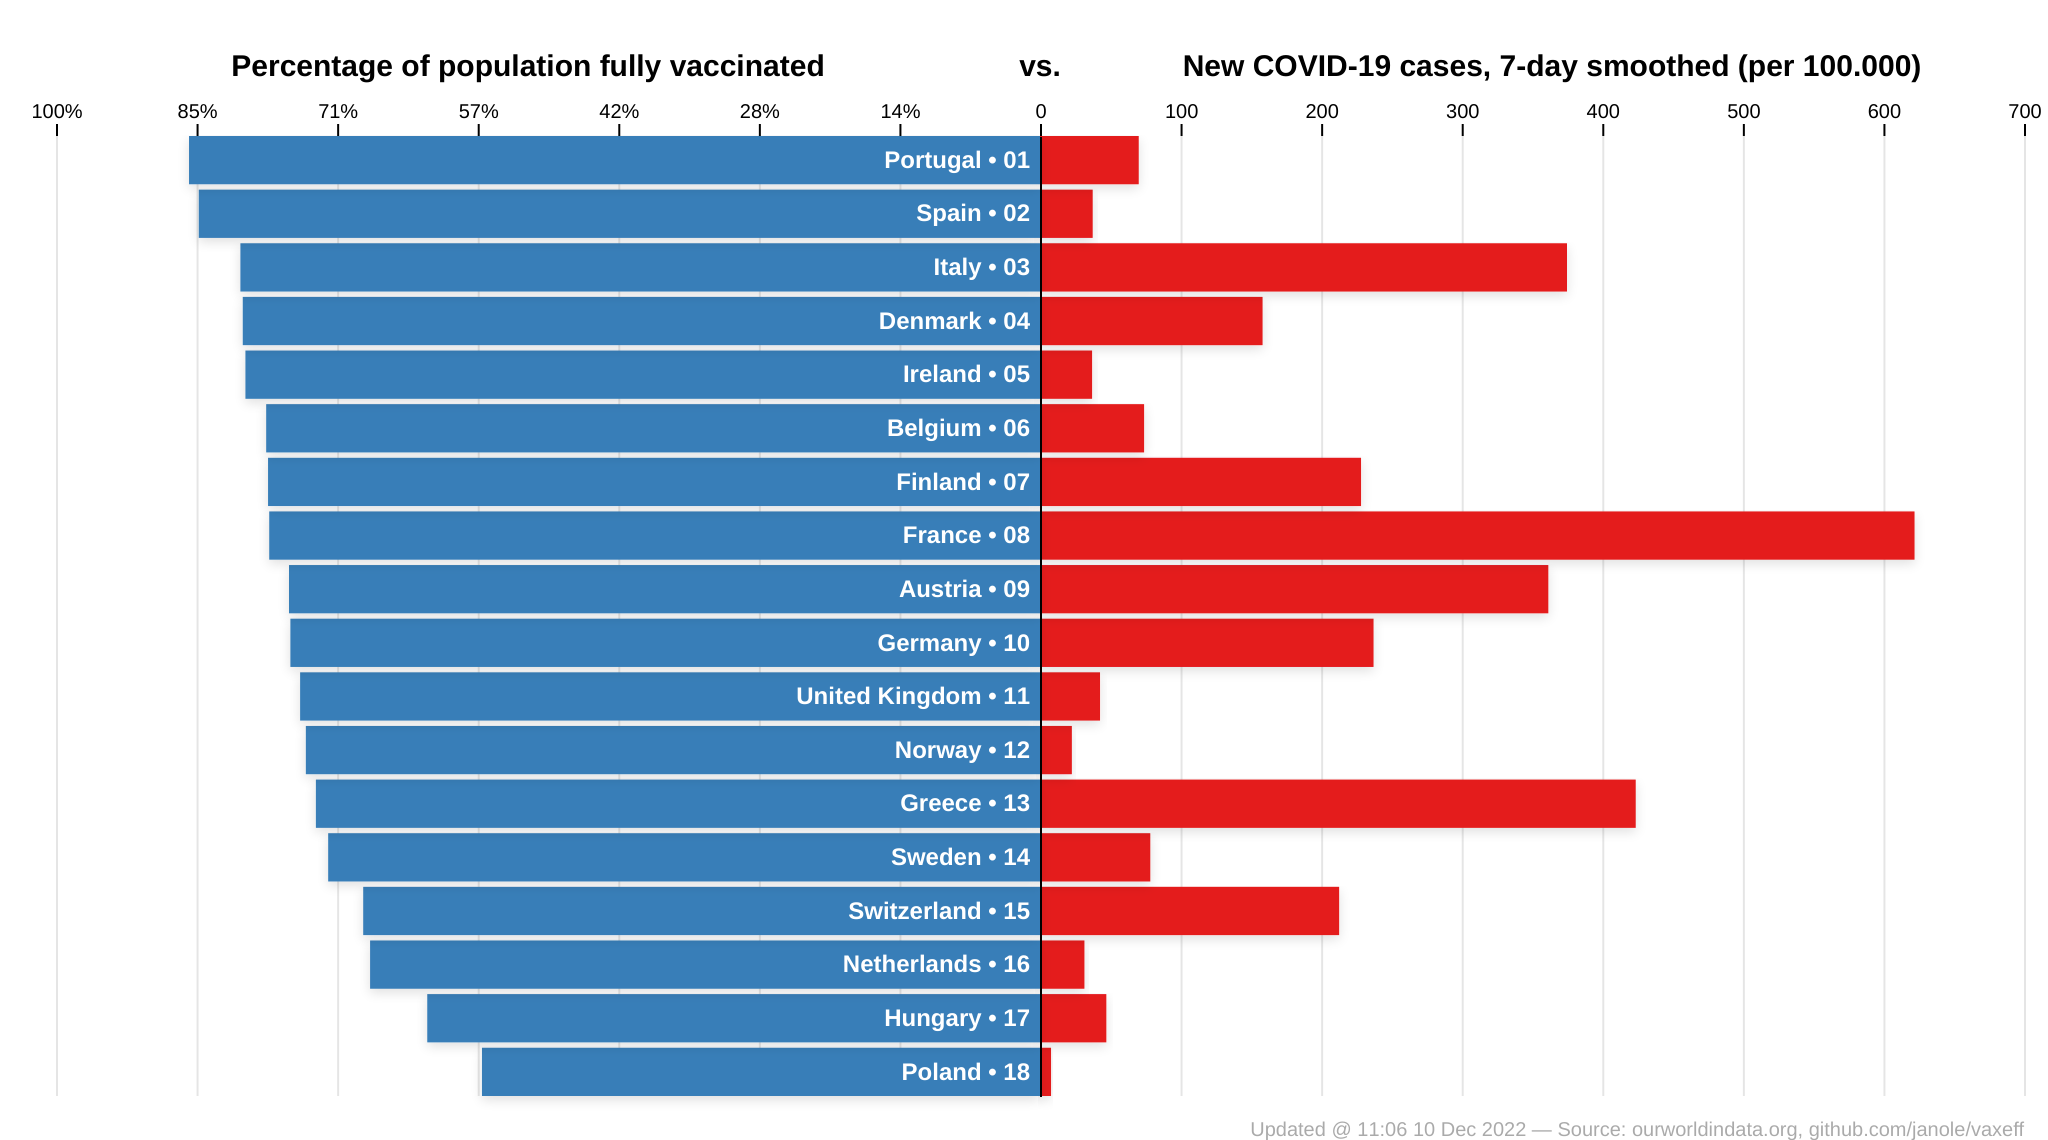 Percentage of population fully vaccinated vs. New COVID-19 cases, 7-day smoothed (per 100.000)
100% 85% 71% 57% 42% 28% 14% 0 100 200 300 400 500 600 700
Portugal • 01
Spain • 02
Italy • 03
Denmark • 04
Ireland • 05
Belgium • 06
Finland • 07
France • 08
Austria • 09
Germany • 10
United Kingdom • 11
Norway • 12
Greece • 13
Sweden • 14
Switzerland • 15
Netherlands • 16
Hungary • 17
Poland • 18
Updated @ 11:06 10 Dec 2022 — Source: ourworldindata.org, github.com/janole/vaxeff